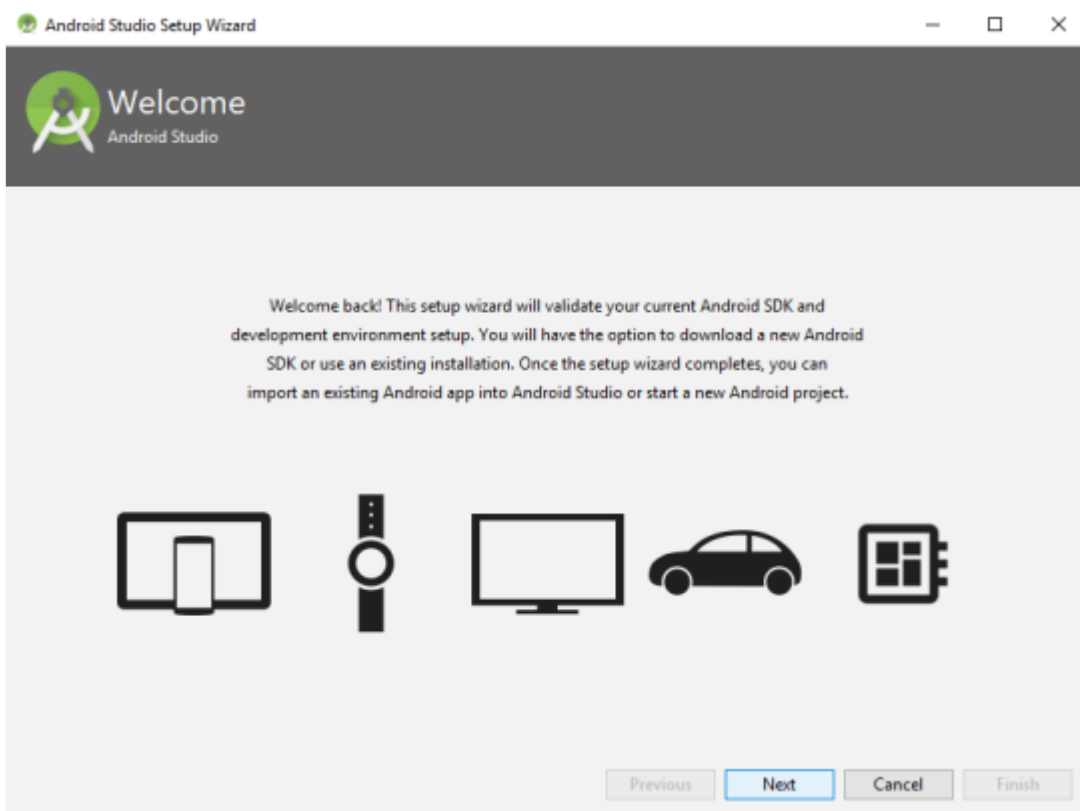 Android Studio Setup Wizard
Welcome
Android Studio
Welcome back! This setup wizard will validate your current Android SDK and
development environment setup. You will have the option to download a new Android
SDK or use an existing installation. Once the setup wizard completes, you can
import an existing Android app into Android Studio or start a new Android project.
Previous Next Cancel Finish